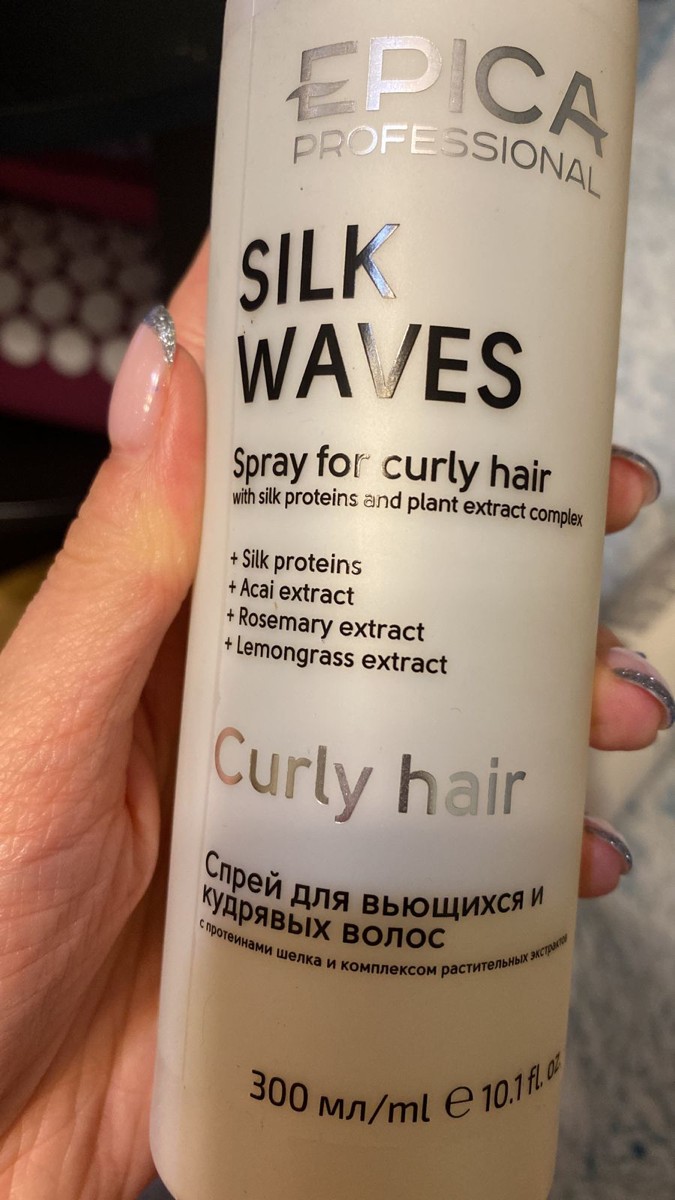 EPICA
PROFESSIONAL
SILK
WAVES
Spray for curly hair
with silk proteins and plant extract complex
+ Silk proteins
+ Acai extract
+ Rosemary extract
+ Lemongrass extract
Curly hair
Спрей для вьющихся и
кудрявых волос
с протеинами шелка и комплексом растительных экстрактов
300 мл/ml ℮ 10.1 fl. oz.